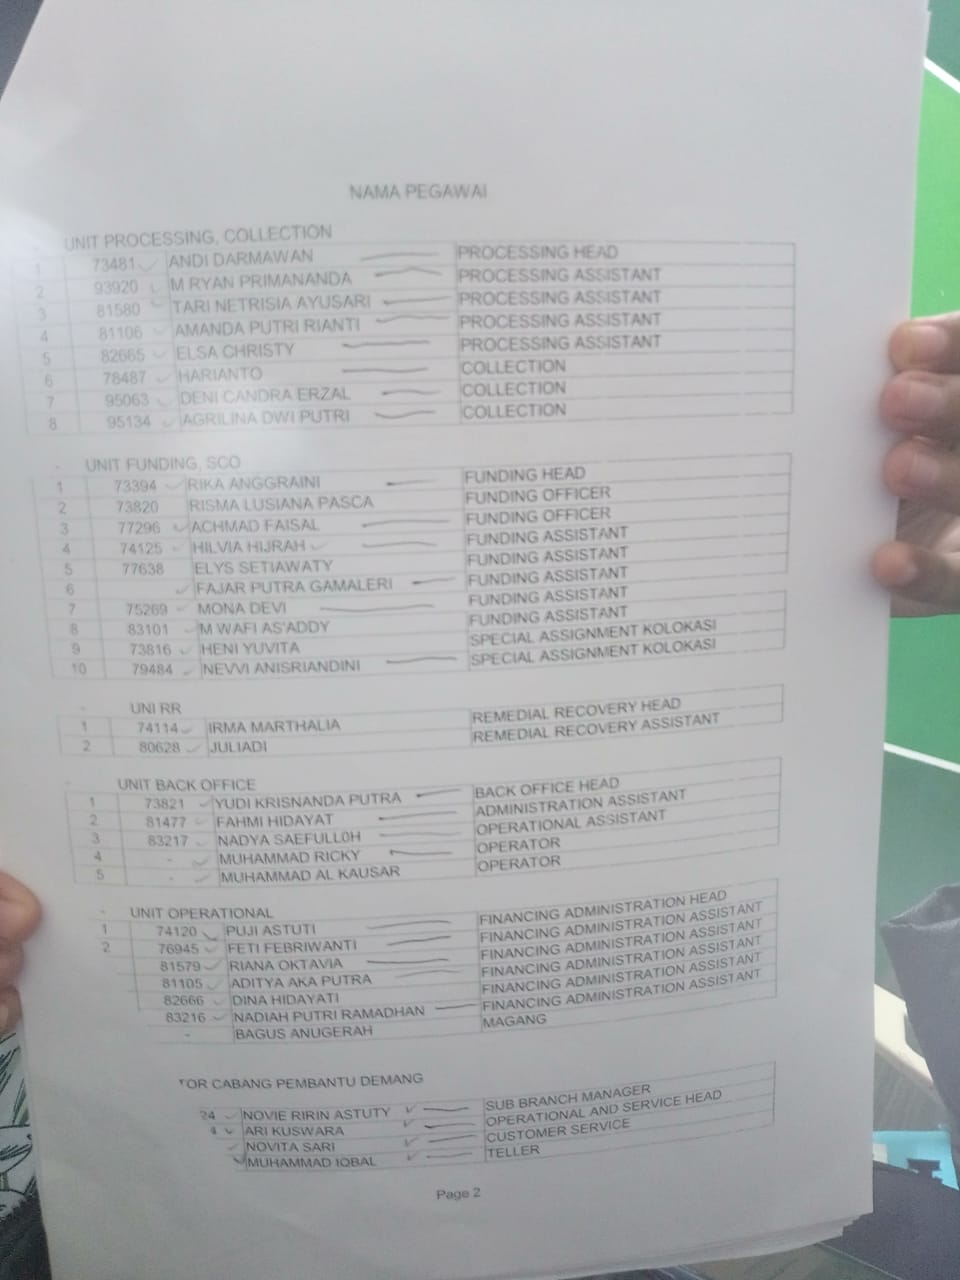 NAMA PEGAWAI
UNIT PROCESSING, COLLECTION
1 73481 ANDI DARMAWAN PROCESSING HEAD
2 93920 M RYAN PRIMANANDA PROCESSING ASSISTANT
3 81580 TARI NETRISIA AYUSARI PROCESSING ASSISTANT
4 81106 AMANDA PUTRI RIANTI PROCESSING ASSISTANT
5 82665 ELSA CHRISTY PROCESSING ASSISTANT
6 78487 HARIANTO COLLECTION
7 95063 DENI CANDRA ERZAL COLLECTION
8 95134 AGRILINA DWI PUTRI COLLECTION
- UNIT FUNDING, SCO
1 73394 RIKA ANGGRAINI FUNDING HEAD
2 73820 RISMA LUSIANA PASCA FUNDING OFFICER
3 77296 ACHMAD FAISAL FUNDING OFFICER
4 74125 HILVIA HIJRAH FUNDING ASSISTANT
5 77638 ELYS SETIAWATY FUNDING ASSISTANT
6 FAJAR PUTRA GAMALERI FUNDING ASSISTANT
7 75269 MONA DEVI FUNDING ASSISTANT
8 83101 M WAFI AS'ADDY FUNDING ASSISTANT
9 73816 HENI YUVITA SPECIAL ASSIGNMENT KOLOKASI
10 79484 NEVVI ANISRIANDINI SPECIAL ASSIGNMENT KOLOKASI
- UNI RR
1 74114 IRMA MARTHALIA REMEDIAL RECOVERY HEAD
2 80628 JULIADI REMEDIAL RECOVERY ASSISTANT
- UNIT BACK OFFICE
1 73821 YUDI KRISNANDA PUTRA BACK OFFICE HEAD
2 81477 FAHMI HIDAYAT ADMINISTRATION ASSISTANT
3 83217 NADYA SAEFULL0H OPERATIONAL ASSISTANT
4 - MUHAMMAD RICKY OPERATOR
5 - MUHAMMAD AL KAUSAR OPERATOR
- UNIT OPERATIONAL
1 74120 PUJI ASTUTI FINANCING ADMINISTRATION HEAD
2 76945 FETI FEBRIWANTI FINANCING ADMINISTRATION ASSISTANT
81579 RIANA OKTAVIA FINANCING ADMINISTRATION ASSISTANT
81105 ADITYA AKA PUTRA FINANCING ADMINISTRATION ASSISTANT
82666 DINA HIDAYATI FINANCING ADMINISTRATION ASSISTANT
83216 NADIAH PUTRI RAMADHAN FINANCING ADMINISTRATION ASSISTANT
- BAGUS ANUGERAH MAGANG
TOR CABANG PEMBANTU DEMANG
24 NOVIE RIRIN ASTUTY SUB BRANCH MANAGER
4 ARI KUSWARA OPERATIONAL AND SERVICE HEAD
NOVITA SARI CUSTOMER SERVICE
MUHAMMAD IQBAL TELLER
Page 2